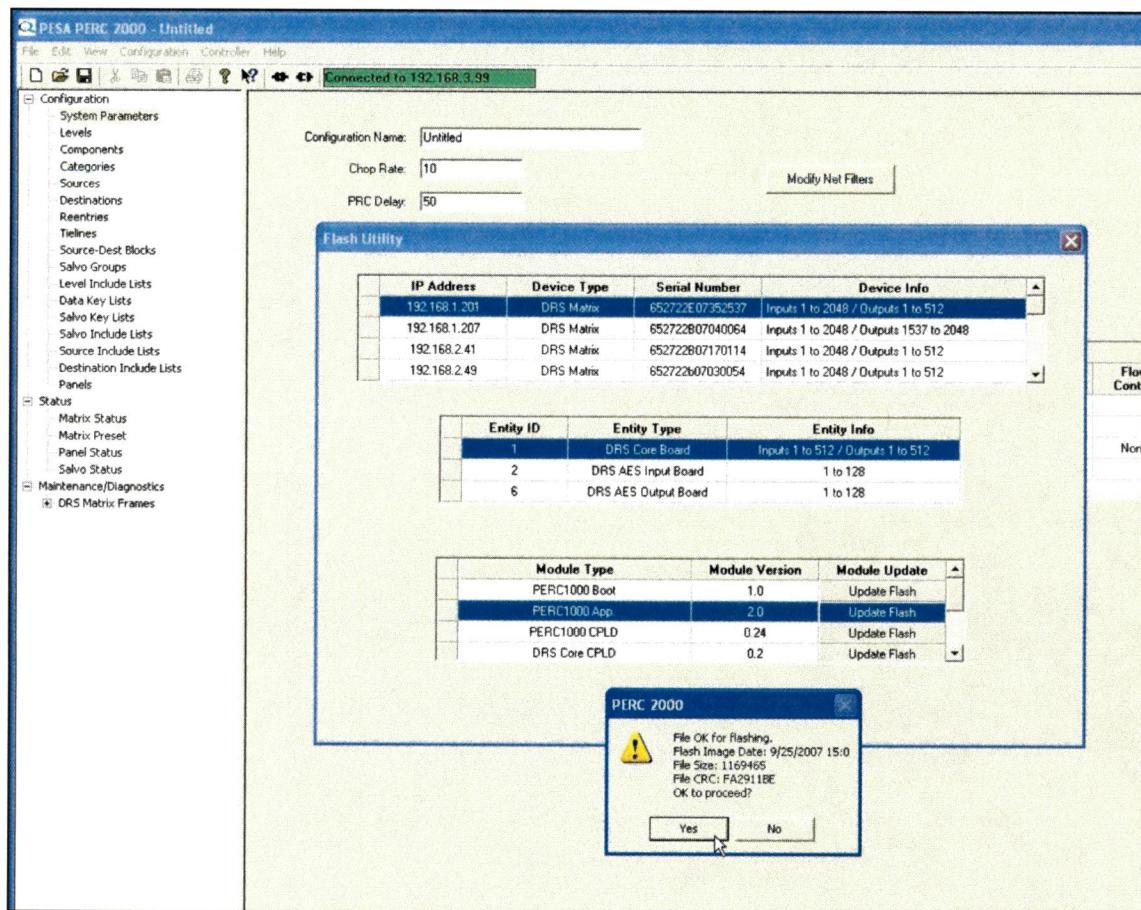 PESA PERC 2000 - Untitled
File Edit View Configuration Controller Help
Connected to 192.168.3.99
Configuration
System Parameters
Levels
Components
Categories
Sources
Destinations
Reentries
Tielines
Source-Dest Blocks
Salvo Groups
Level Include Lists
Data Key Lists
Salvo Key Lists
Salvo Include Lists
Source Include Lists
Destination Include Lists
Panels
Status
Matrix Status
Matrix Preset
Panel Status
Salvo Status
Maintenance/Diagnostics
DRS Matrix Frames
Configuration Name: Untitled
Chop Rate: 10
PRC Delay: 50
Modify Net Filters
Flash Utility
IP Address Device Type Serial Number Device Info
192.168.1.201 DRS Matrix 652722E07352537 Inputs 1 to 2048 / Outputs 1 to 512
192.168.1.207 DRS Matrix 652722B07040064 Inputs 1 to 2048 / Outputs 1537 to 2048
192.168.2.41 DRS Matrix 652722B07170114 Inputs 1 to 2048 / Outputs 1 to 512
192.168.2.49 DRS Matrix 652722b07030054 Inputs 1 to 2048 / Outputs 1 to 512
Flo
Cont
Non
Entity ID Entity Type Entity Info
1 DRS Core Board Inputs 1 to 512 / Outputs 1 to 512
2 DRS AES Input Board 1 to 128
6 DRS AES Output Board 1 to 128
Module Type Module Version Module Update
PERC1000 Boot 1.0 Update Flash
PERC1000 App. 2.0 Update Flash
PERC1000 CPLD 0.24 Update Flash
DRS Core CPLD 0.2 Update Flash
PERC 2000
File OK for flashing.
Flash Image Date: 9/25/2007 15:0
File Size: 1169465
File CRC: FA2911BE
OK to proceed?
Yes No